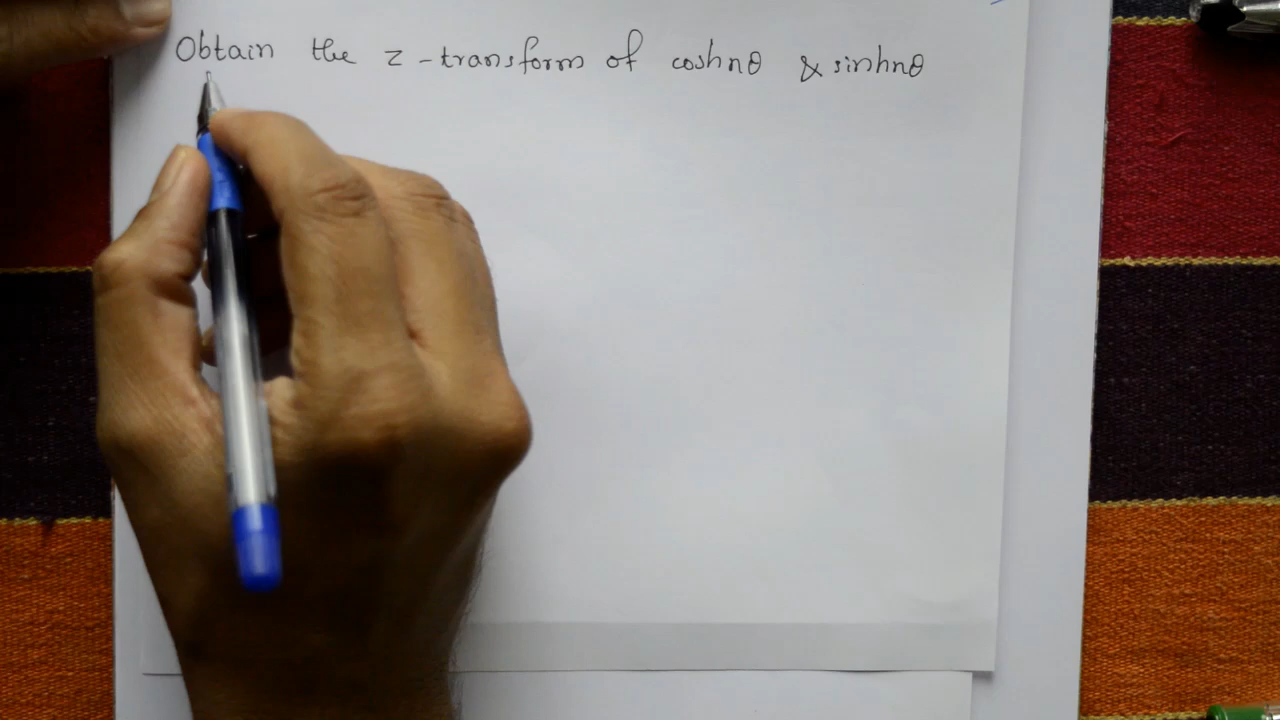 Obtain the z-transform of coshnθ & sinhnθ